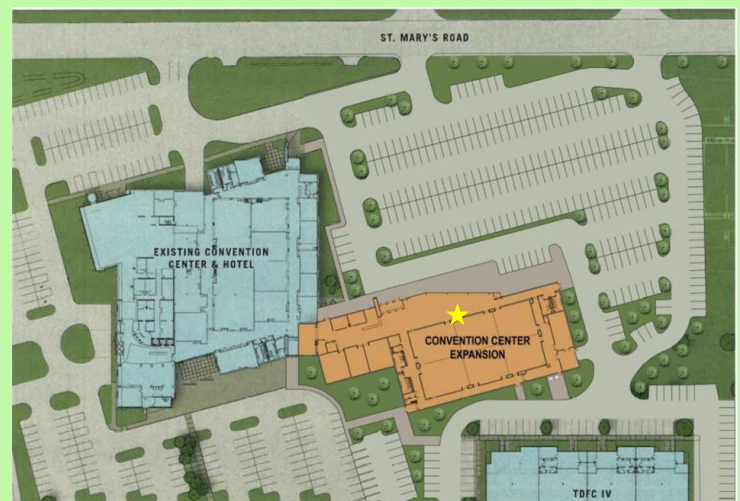 ST. MARY'S ROAD
EXISTING CONVENTION
CENTER & HOTEL
CONVENTION CENTER
EXPANSION
TDFC IV